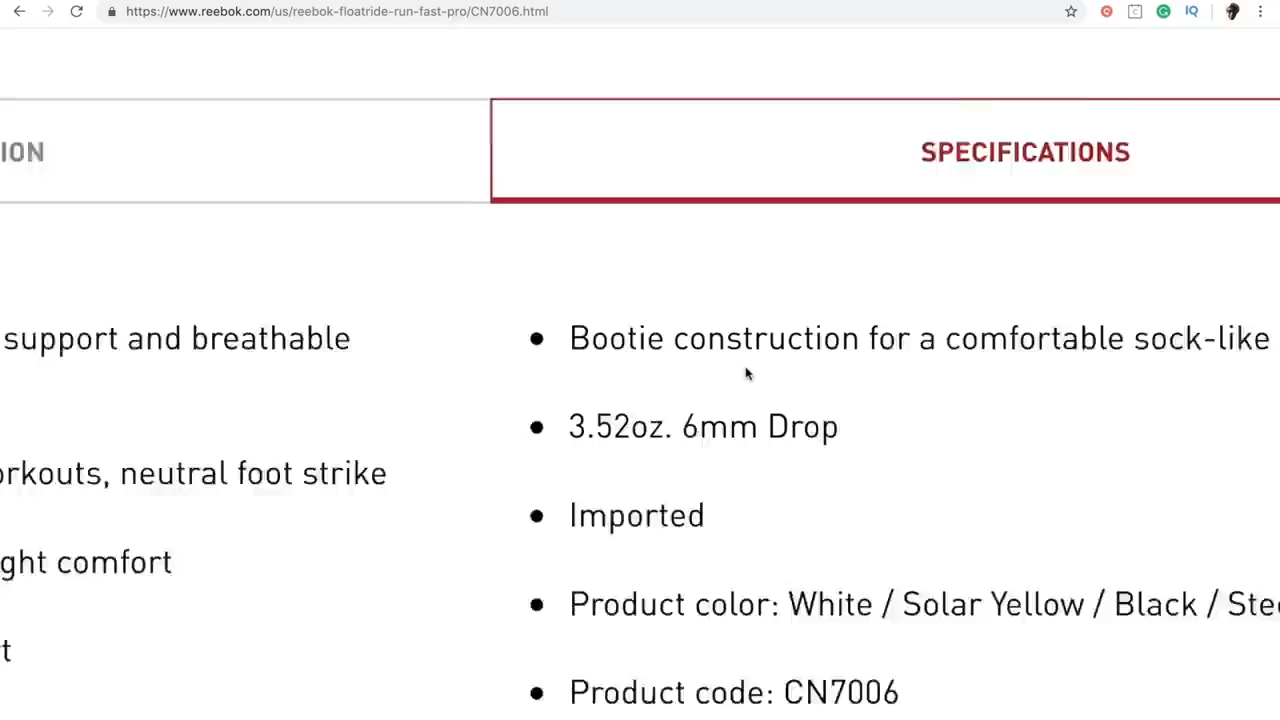 https://www.reebok.com/us/reebok-floatride-run-fast-pro/CN7006.html
ION
SPECIFICATIONS
support and breathable
orkouts, neutral foot strike
ght comfort
t
Bootie construction for a comfortable sock-like
3.52oz. 6mm Drop
Imported
Product color: White / Solar Yellow / Black / Stee
Product code: CN7006